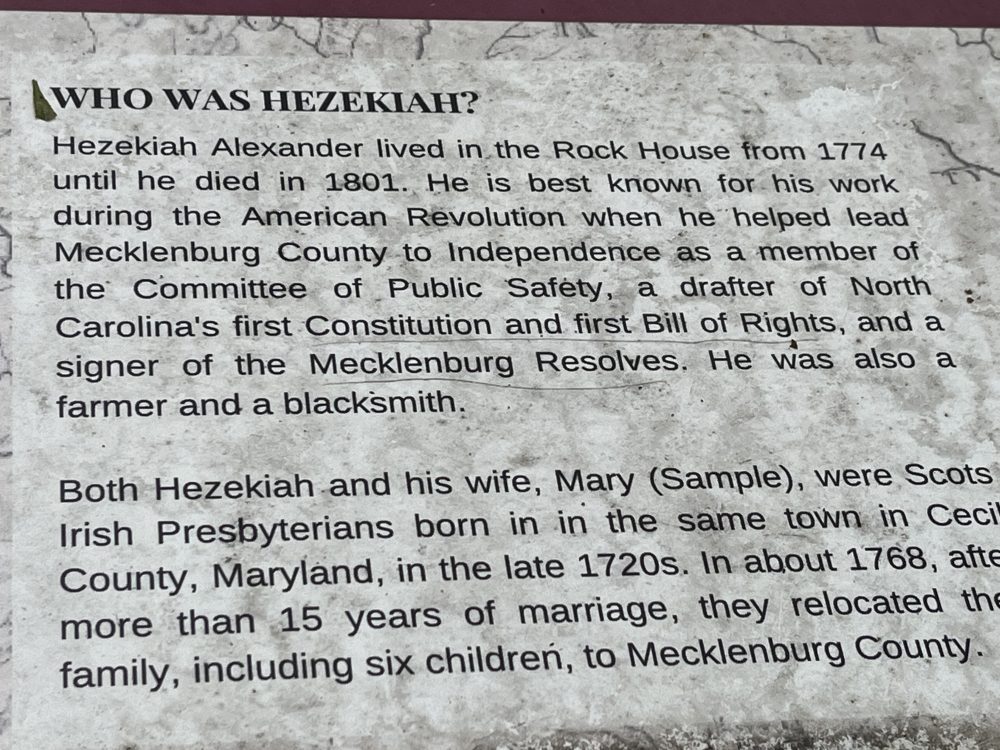 WHO WAS HEZEKIAH?
Hezekiah Alexander lived in the Rock House from 1774
until he died in 1801. He is best known for his work
during the American Revolution when he helped lead
Mecklenburg County to Independence as a member of
the Committee of Public Safety, a drafter of North
Carolina's first Constitution and first Bill of Rights, and a
signer of the Mecklenburg Resolves. He was also a
farmer and a blacksmith.
Both Hezekiah and his wife, Mary (Sample), were Scots
Irish Presbyterians born in in the same town in Cecil
County, Maryland, in the late 1720s. In about 1768, afte
more than 15 years of marriage, they relocated the
family, including six children, to Mecklenburg County.